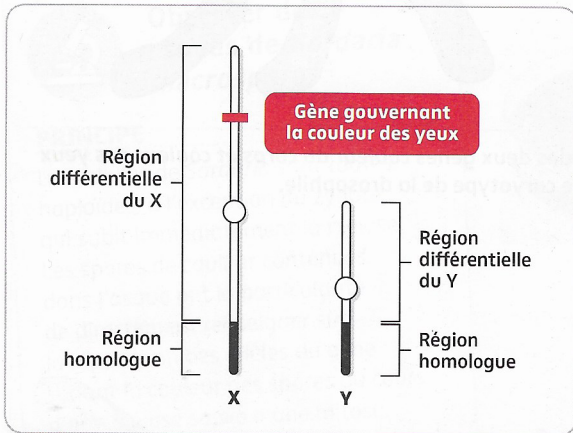 Gène gouvernant
la couleur des yeux
Région
différentielle
du X
Région
différentielle
du Y
Région
homologue
Région
homologue
X
Y